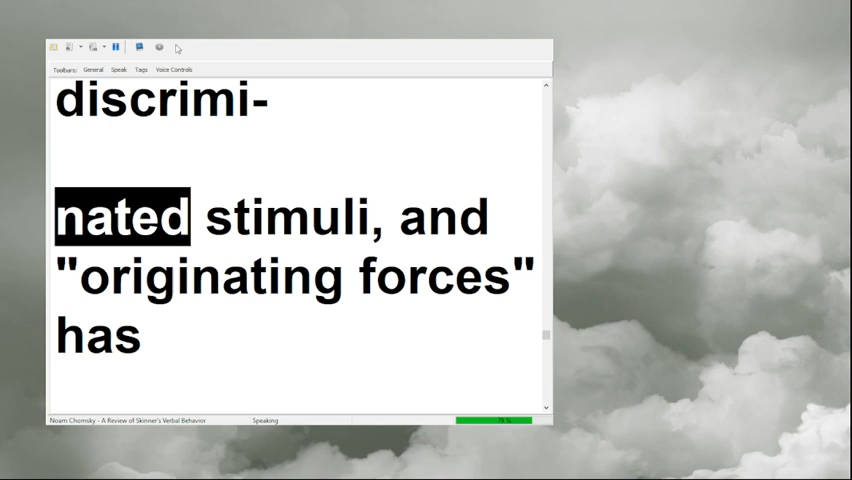 Toolbars: General Speak Tags Voice Controls
discrimi-
nated stimuli, and
"originating forces"
has
Noam Chomsky - A Review of Skinner's Verbal Behavior Speaking 75 %